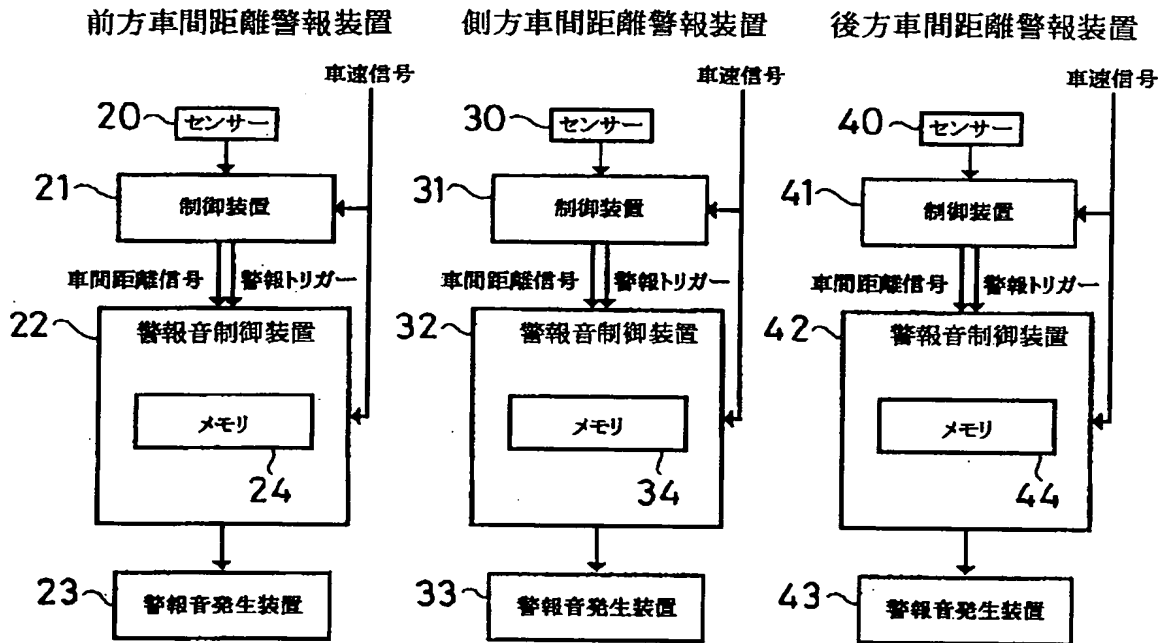 前方車間距離警報装置
車速信号
20
センサー
21
制御装置
車間距離信号
警報トリガー
22
警報音制御装置
メモリ
24
23
警報音発生装置
側方車間距離警報装置
車速信号
30
センサー
31
制御装置
車間距離信号
警報トリガー
32
警報音制御装置
メモリ
34
33
警報音発生装置
後方車間距離警報装置
車速信号
40
センサー
41
制御装置
車間距離信号
警報トリガー
42
警報音制御装置
メモリ
44
43
警報音発生装置